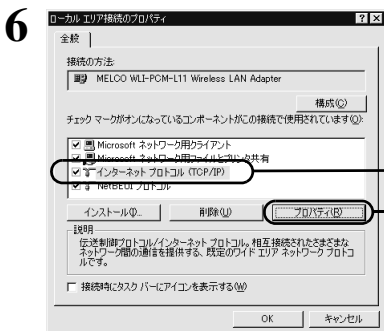 6
ローカル エリア接続のプロパティ
全般
接続の方法:
MELCO WLI-PCM-L11 Wireless LAN Adapter
構成(C)
チェック マークがオンになっているコンポーネントがこの接続で使用されています(O):
Microsoft ネットワーク用クライアント
Microsoft ネットワーク用ファイルとプリンタ共有
インターネット プロトコル (TCP/IP)
NetBEUI プロトコル
インストール(I)...
削除(U)
プロパティ(R)
説明
伝送制御プロトコル/インターネット プロトコル。相互接続されたさまざまな
ネットワーク間の通信を提供する、既定のワイド エリア ネットワーク プロトコ
ルです。
接続時にタスク バーにアイコンを表示する(W)
OK
キャンセル